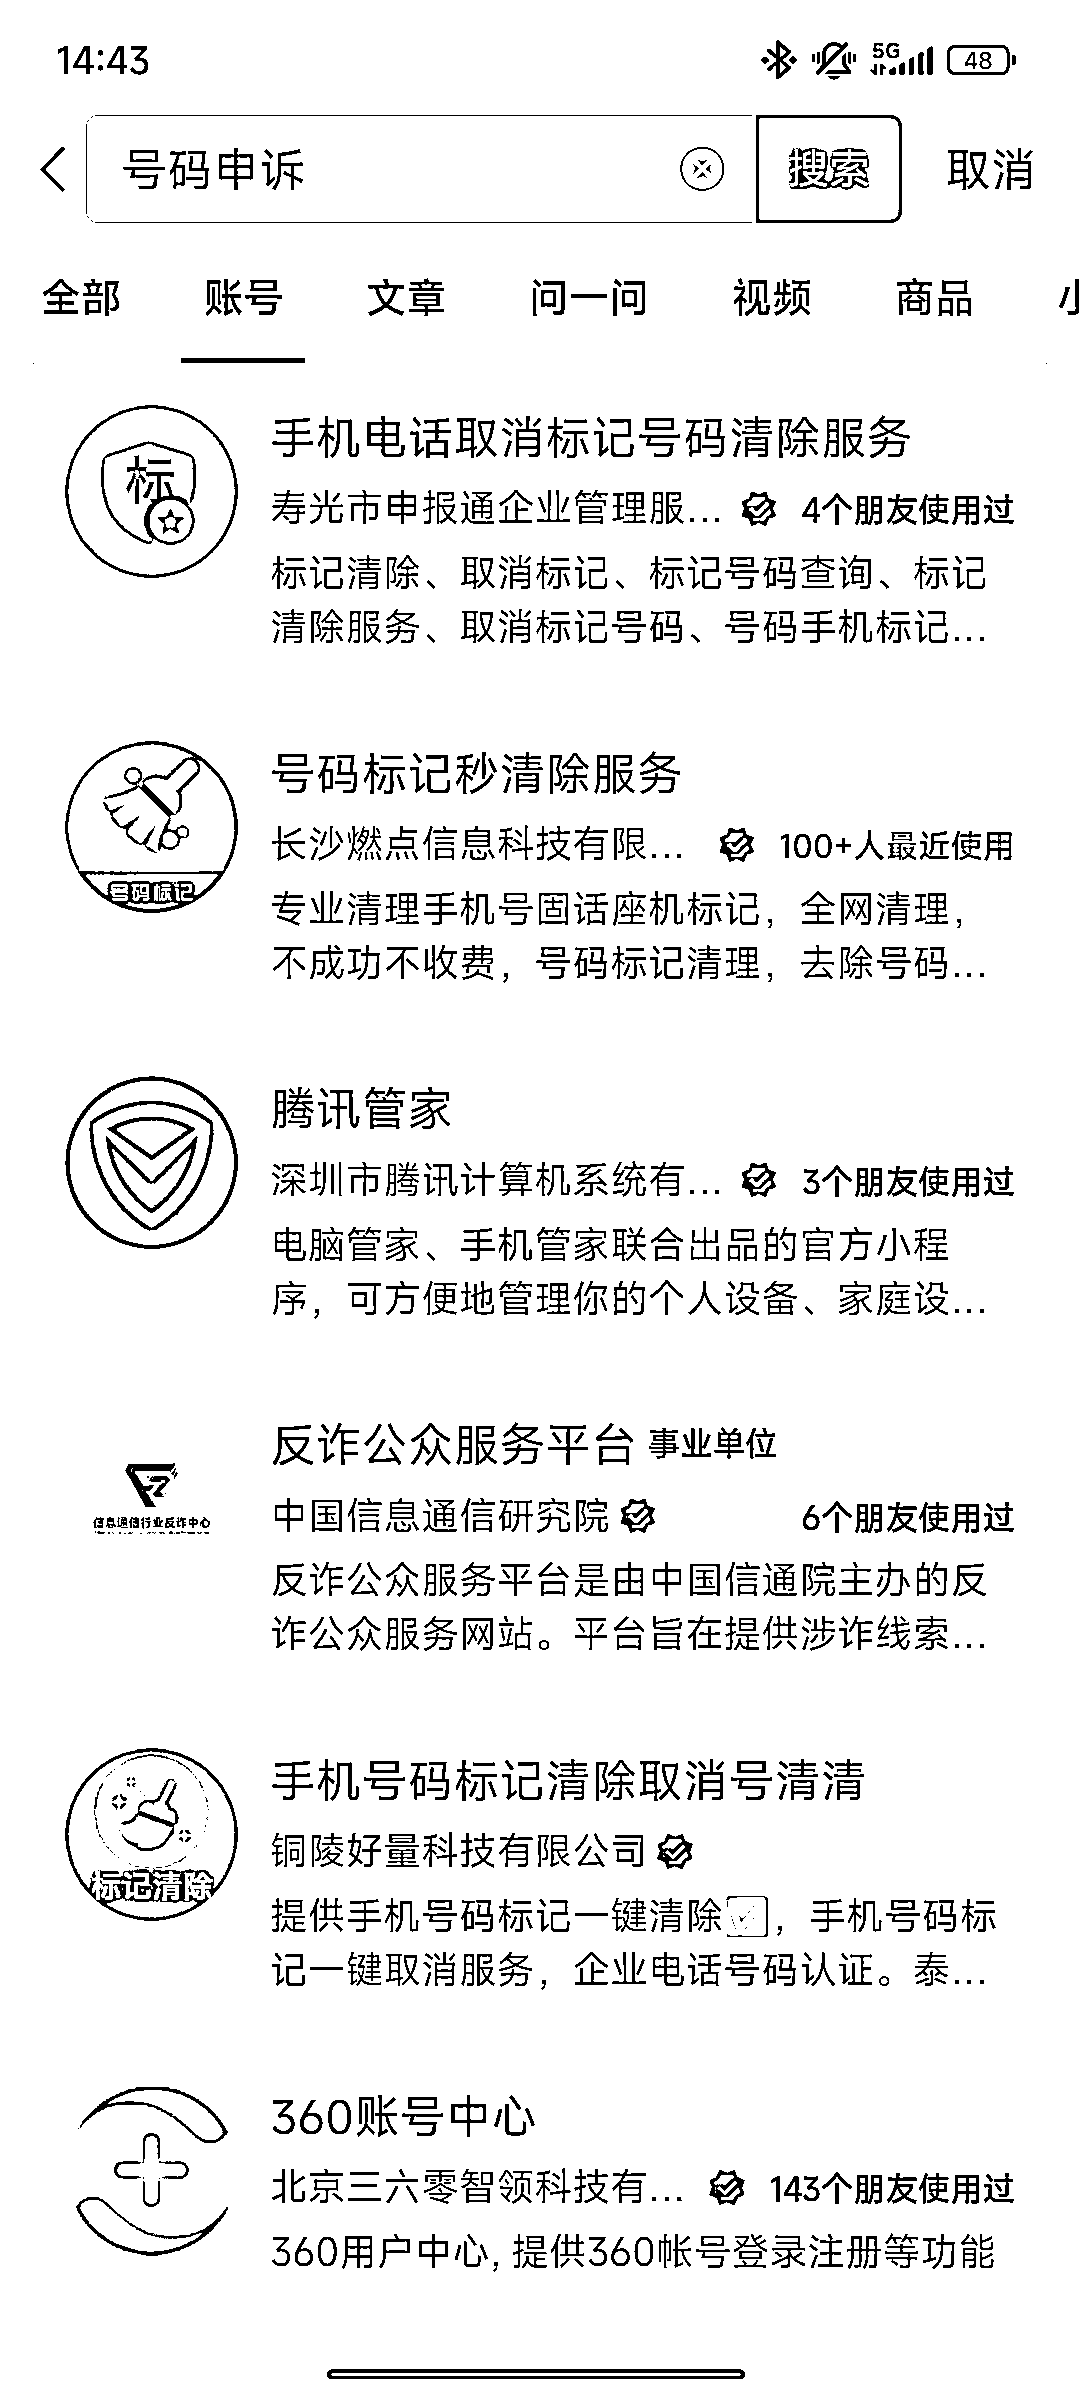 14:43
5G
48
号码申诉
搜索
取消
全部
账号
文章
问一问
视频
商品
标
手机电话取消标记号码清除服务
寿光市申报通企业管理服...
4个朋友使用过
标记清除、取消标记、标记号码查询、标记
清除服务、取消标记号码、号码手机标记...
号码标记
号码标记秒清除服务
长沙燃点信息科技有限...
100+人最近使用
专业清理手机号固话座机标记，全网清理，
不成功不收费，号码标记清理，去除号码...
腾讯管家
深圳市腾讯计算机系统有...
3个朋友使用过
电脑管家、手机管家联合出品的官方小程
序，可方便地管理你的个人设备、家庭设...
信息通信行业反诈中心
反诈公众服务平台 事业单位
中国信息通信研究院
6个朋友使用过
反诈公众服务平台是由中国信通院主办的反
诈公众服务网站。平台旨在提供涉诈线索...
标记清除
手机号码标记清除取消号清清
铜陵好量科技有限公司
提供手机号码标记一键清除✅，手机号码标
记一键取消服务，企业电话号码认证。泰...
360账号中心
北京三六零智领科技有...
143个朋友使用过
360用户中心, 提供360帐号登录注册等功能